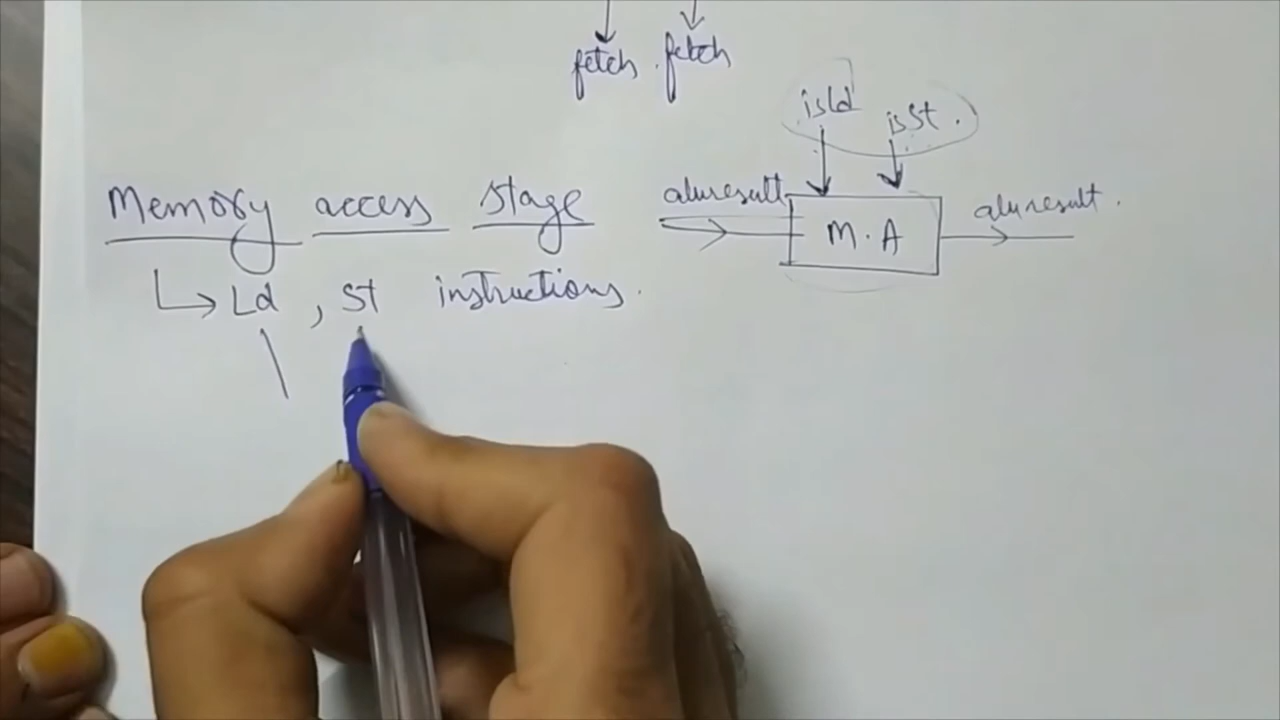 fetch . fetch
isLd
isSt .
Memory access stage
aluresult
M.A
aluresult .
Ld , St instructions .